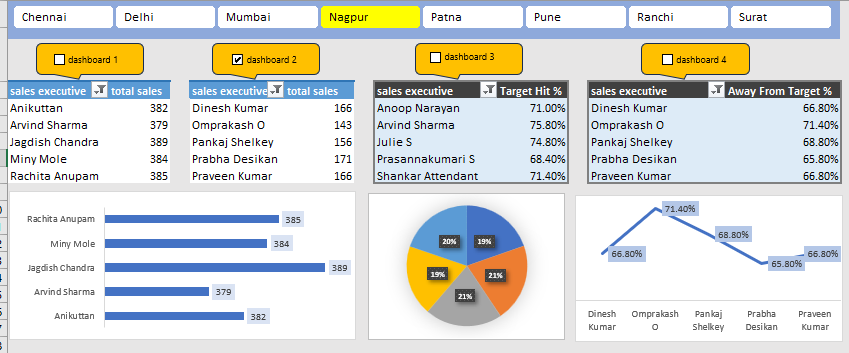 Chennai Delhi Mumbai Nagpur Patna Pune Ranchi Surat
dashboard 1 dashboard 2 dashboard 3 dashboard 4
sales executive total sales
Anikuttan 382
Arvind Sharma 379
Jagdish Chandra 389
Miny Mole 384
Rachita Anupam 385
sales executive total sales
Dinesh Kumar 166
Omprakash O 143
Pankaj Shelkey 156
Prabha Desikan 171
Praveen Kumar 166
sales executive Target Hit %
Anoop Narayan 71.00%
Arvind Sharma 75.80%
Julie S 74.80%
Prasannakumari S 68.40%
Shankar Attendant 71.40%
sales executive Away From Target %
Dinesh Kumar 66.80%
Omprakash O 71.40%
Pankaj Shelkey 68.80%
Prabha Desikan 65.80%
Praveen Kumar 66.80%
Rachita Anupam 385
Miny Mole 384
Jagdish Chandra 389
Arvind Sharma 379
Anikuttan 382
20% 19%
19% 21%
21%
71.40%
68.80%
66.80% 65.80% 66.80%
Dinesh Omprakash Pankaj Prabha Praveen
Kumar O Shelkey Desikan Kumar